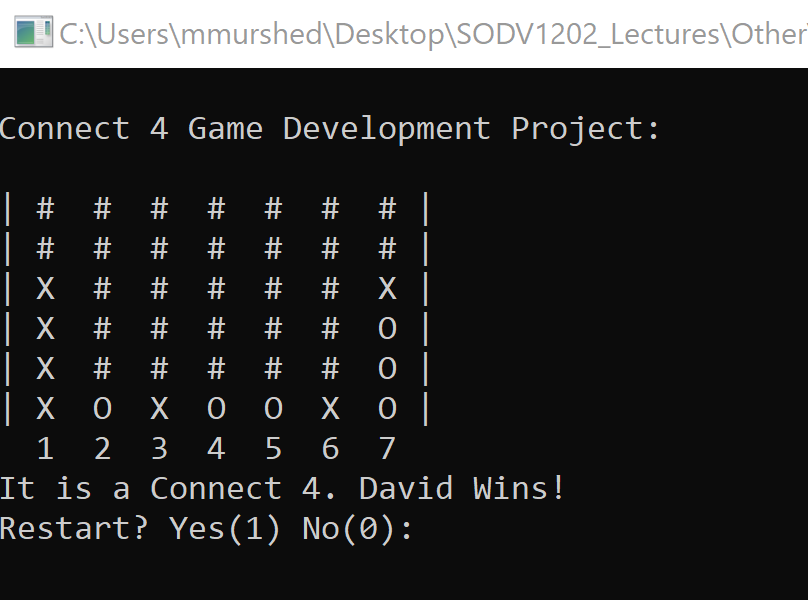 C:\Users\mmurshed\Desktop\SODV1202_Lectures\Other
Connect 4 Game Development Project:
| # # # # # # # |
| # # # # # # # |
| X # # # # # X |
| X # # # # # O |
| X # # # # # O |
| X O X O O X O |
1 2 3 4 5 6 7
It is a Connect 4. David Wins!
Restart? Yes(1) No(0):